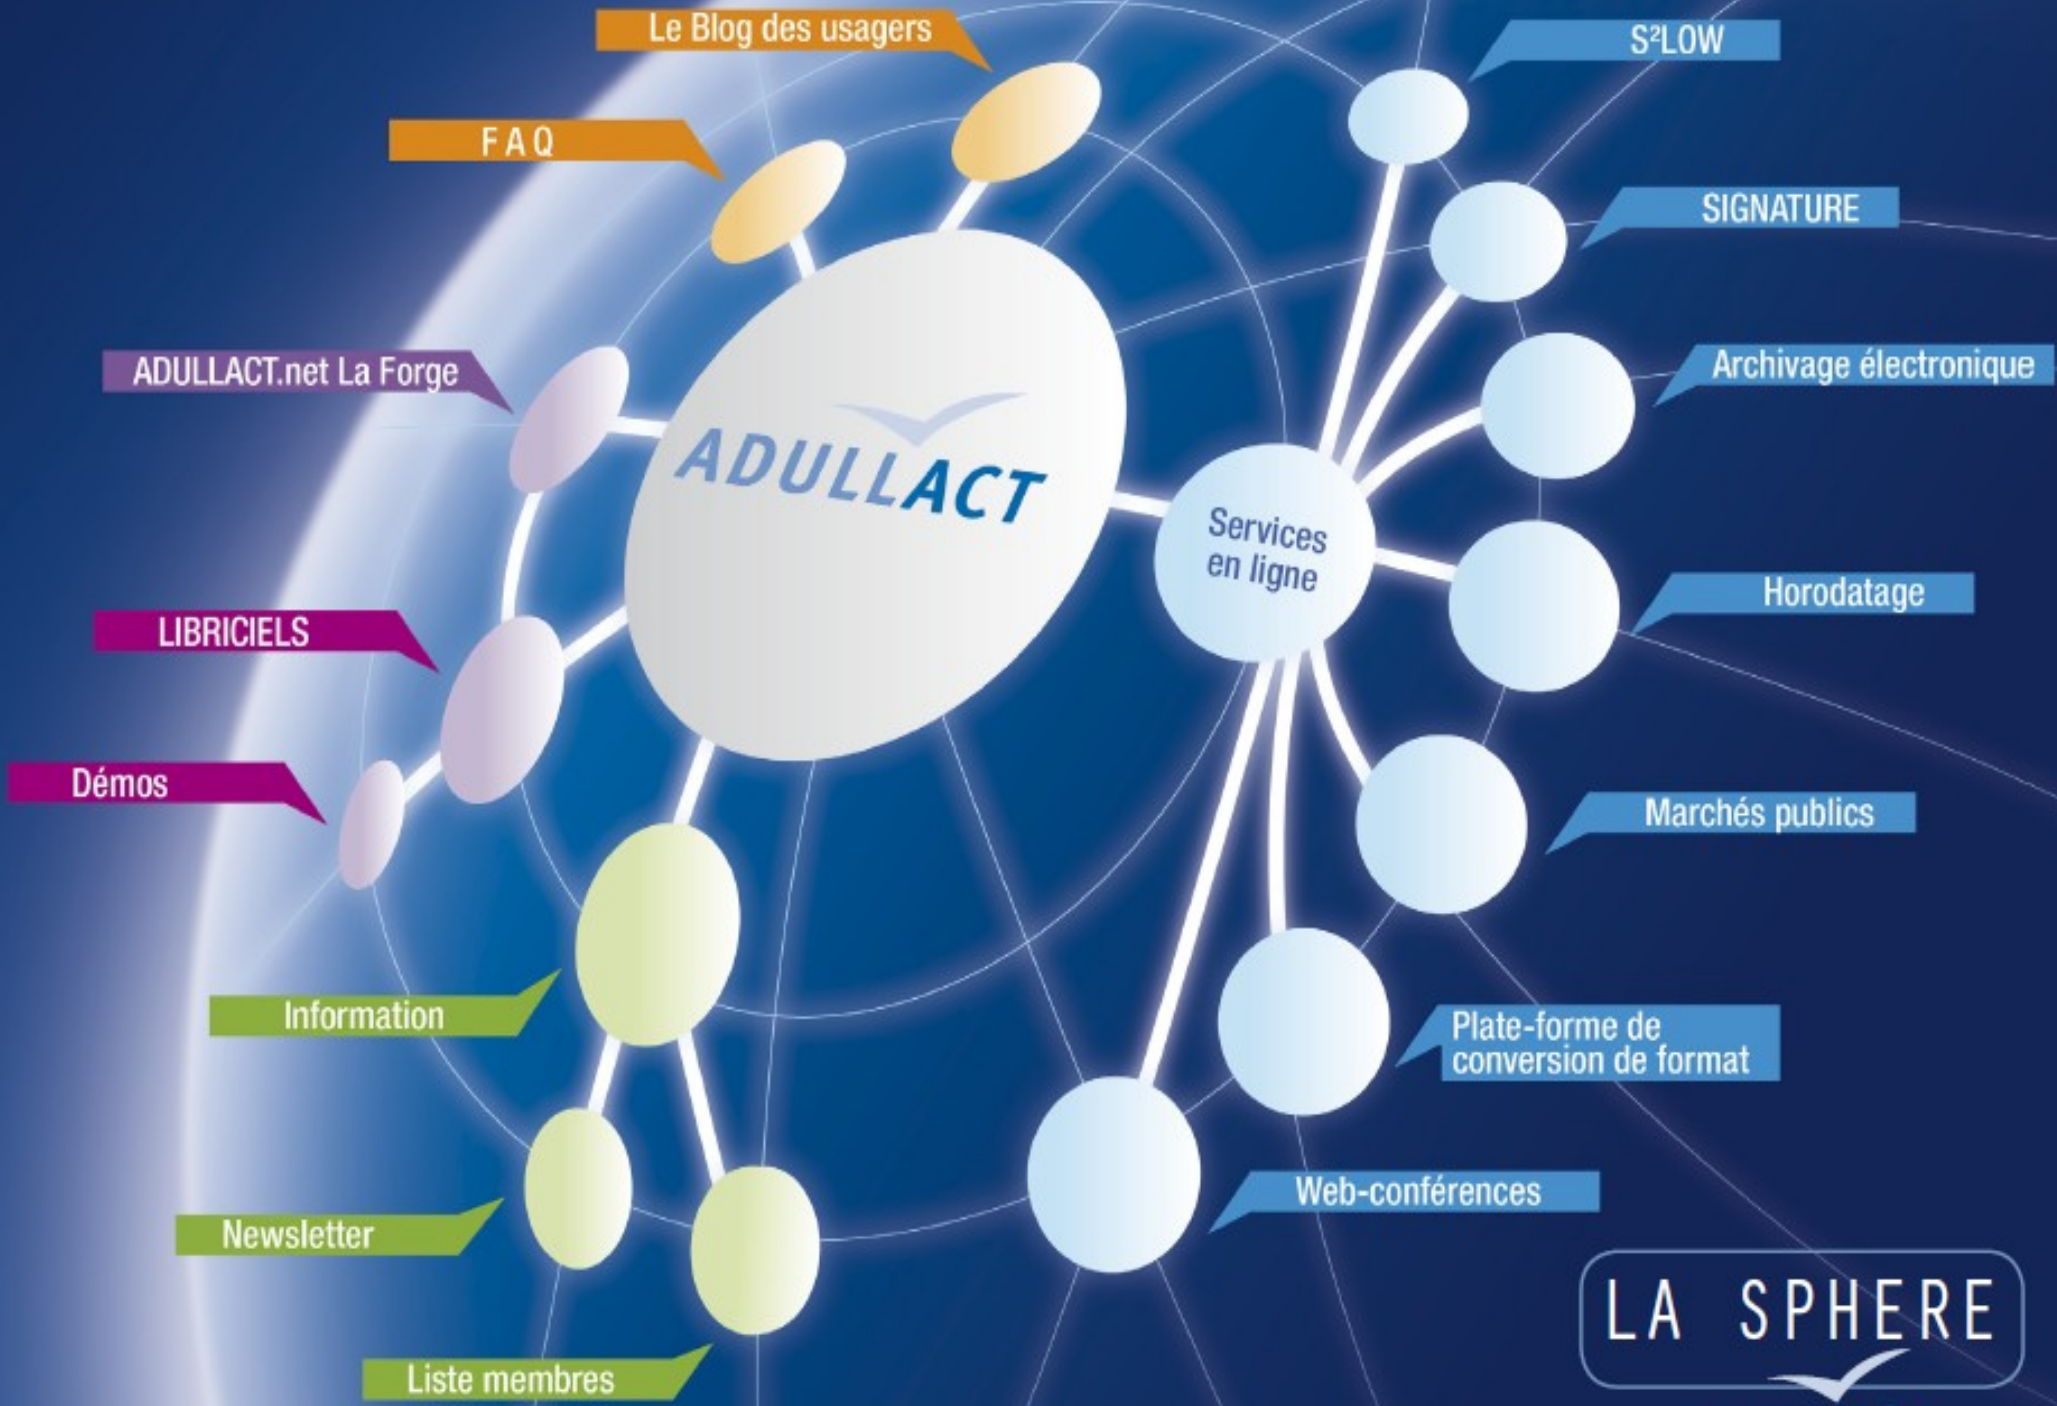 Le Blog des usagers
S²LOW
F A Q
SIGNATURE
ADULLACT.net La Forge
Archivage électronique
ADULLACT
Services
en ligne
Horodatage
LIBRICIELS
Démos
Marchés publics
Information
Plate-forme de
conversion de format
Newsletter
Web-conférences
Liste membres
LA SPHERE